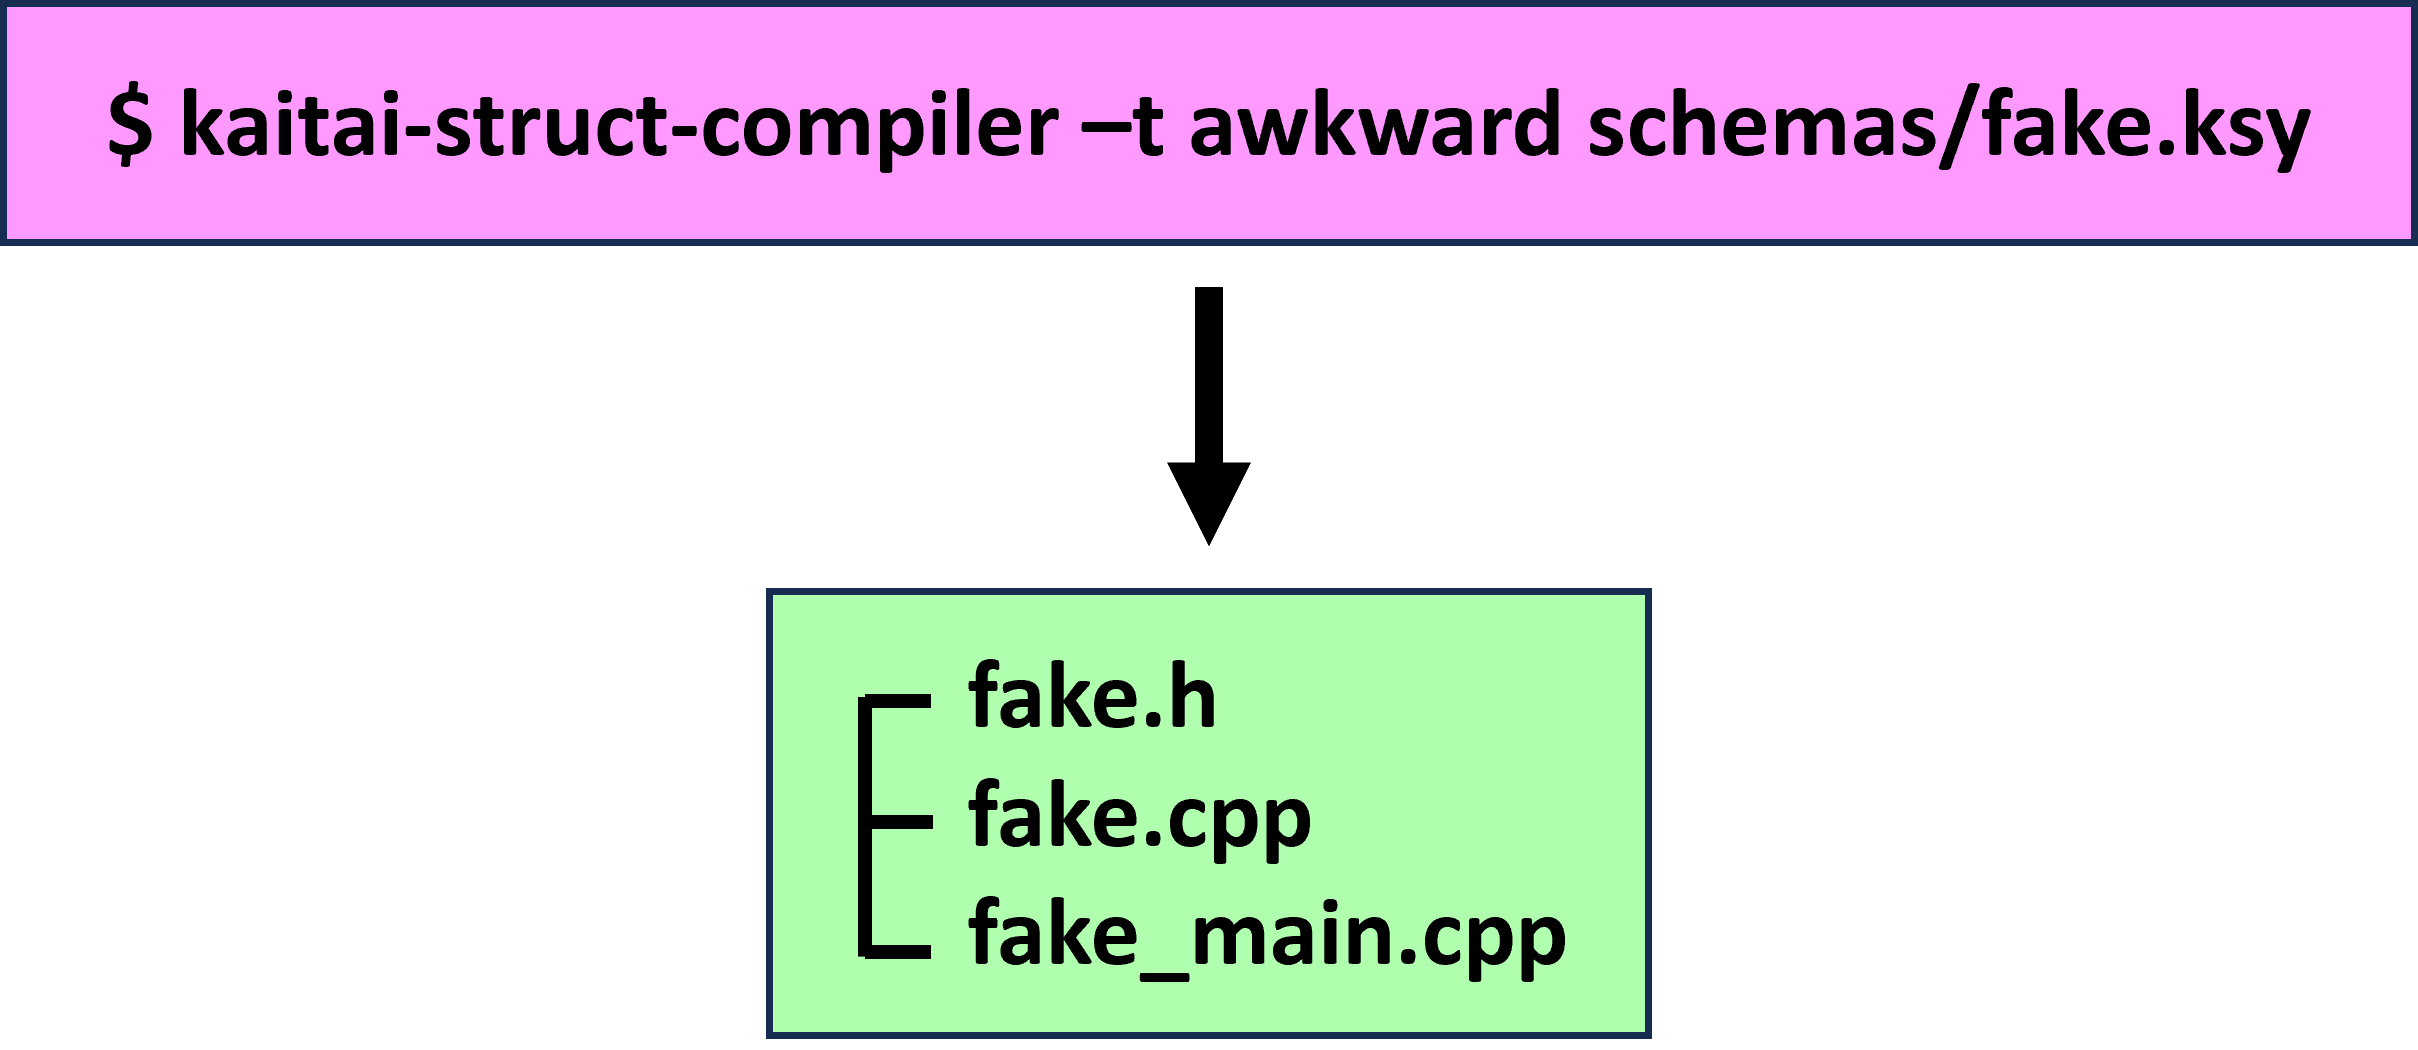 $ kaitai-struct-compiler –t awkward schemas/fake.ksy
fake.h
fake.cpp
fake_main.cpp